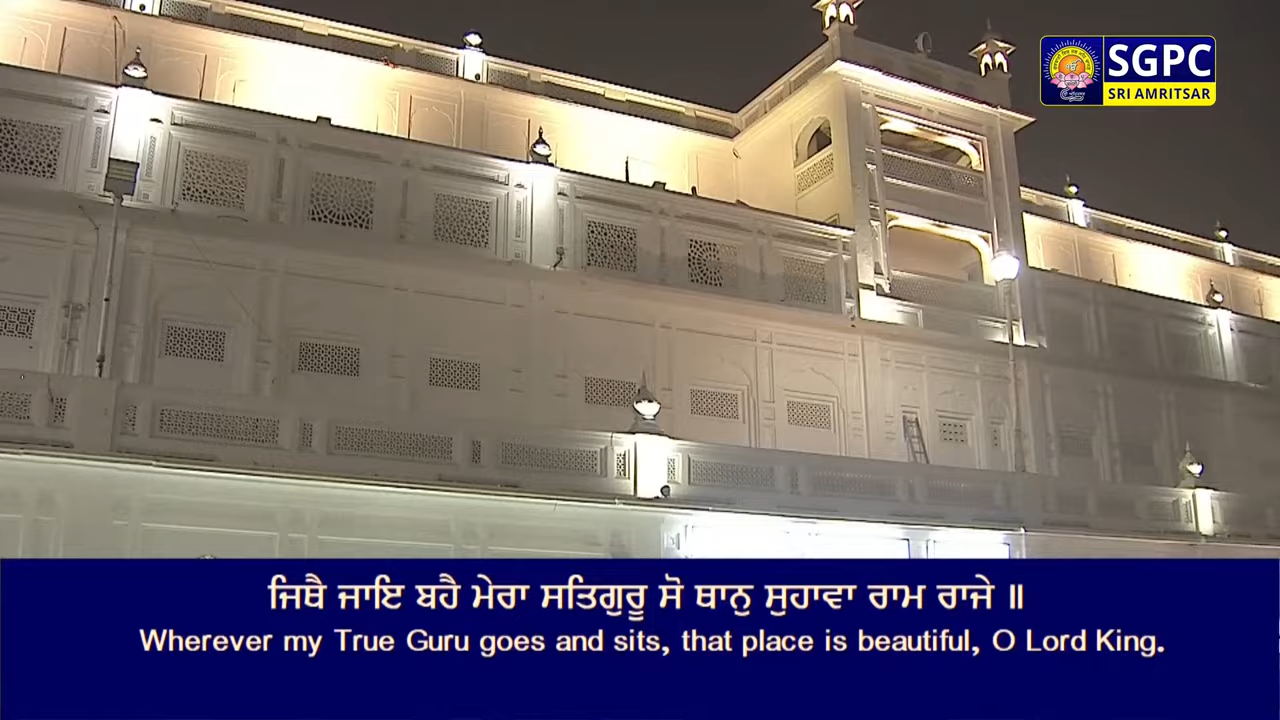 SGPC
SRI AMRITSAR
ਜਿਥੈ ਜਾਇ ਬਹੈ ਮੇਰਾ ਸਤਿਗੁਰੂ ਸੋ ਥਾਨੁ ਸੁਹਾਵਾ ਰਾਮ ਰਾਜੇ ॥
Wherever my True Guru goes and sits, that place is beautiful, O Lord King.